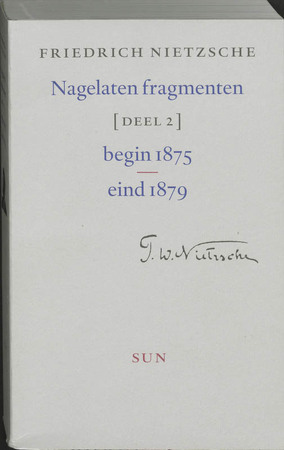 FRIEDRICH NIETZSCHE
Nagelaten fragmenten
[DEEL 2]
begin 1875
eind 1879
F.W.Nietzsche
SUN